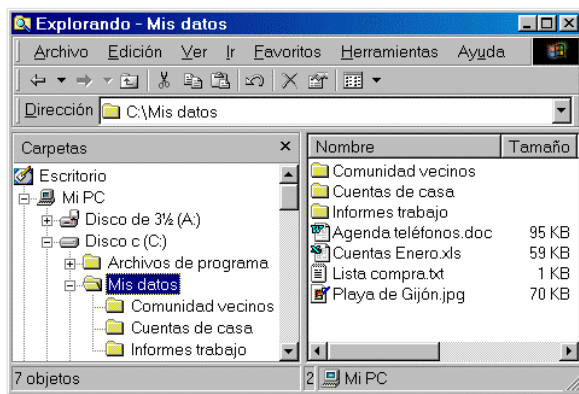 Explorando - Mis datos
Archivo Edición Ver Ir Favoritos Herramientas Ayuda
Dirección C:\Mis datos
Carpetas ×
Escritorio
Mi PC
Disco de 3½ (A:)
Disco c (C:)
Archivos de programa
Mis datos
Comunidad vecinos
Cuentas de casa
Informes trabajo
Nombre Tamaño
Comunidad vecinos
Cuentas de casa
Informes trabajo
Agenda teléfonos.doc 95 KB
Cuentas Enero.xls 59 KB
Lista compra.txt 1 KB
Playa de Gijón.jpg 70 KB
7 objetos 2 Mi PC